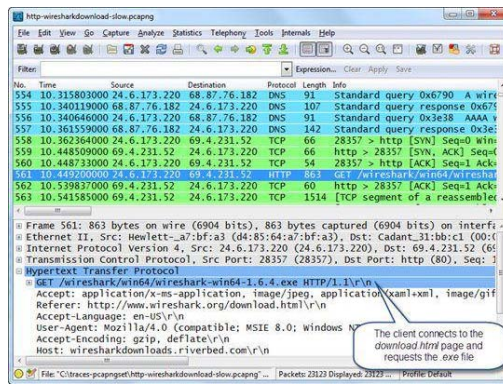 http-wiresharkdownload-slow.pcapng
File Edit View Go Capture Analyze Statistics Telephony Tools Internals Help
Filter: Expression... Clear Apply Save
No. Time Source Destination Protocol Length Info
554 10.315803000 24.6.173.220 68.87.76.182 DNS 91 Standard query 0x6790 A wire
555 10.340119000 68.87.76.182 24.6.173.220 DNS 107 Standard query response 0x679
556 10.340646000 24.6.173.220 68.87.76.182 DNS 91 Standard query 0x3e38 AAAA w
557 10.361559000 68.87.76.182 24.6.173.220 DNS 142 Standard query response 0x3e
558 10.362364000 24.6.173.220 69.4.231.52 TCP 66 28357 > http [SYN] Seq=0 Win=
559 10.448509000 69.4.231.52 24.6.173.220 TCP 66 http > 28357 [SYN, ACK] Seq=
560 10.448733000 24.6.173.220 69.4.231.52 TCP 54 28357 > http [ACK] Seq=1 Ack=
561 10.449200000 24.6.173.220 69.4.231.52 HTTP 863 GET /wireshark/win64/wireshar
562 10.539837000 69.4.231.52 24.6.173.220 TCP 60 http > 28357 [ACK] Seq=1 Ack=
563 10.541585000 69.4.231.52 24.6.173.220 TCP 1514 [TCP segment of a reassemble
Frame 561: 863 bytes on wire (6904 bits), 863 bytes captured (6904 bits) on interfa
Ethernet II, Src: Hewlett-_a7:bf:a3 (d4:85:64:a7:bf:a3), Dst: Cadant_31:bb:c1 (00:0
Internet Protocol Version 4, Src: 24.6.173.220 (24.6.173.220), Dst: 69.4.231.52 (69
Transmission Control Protocol, Src Port: 28357 (28357), Dst Port: http (80), Seq: 1
Hypertext Transfer Protocol
GET /wireshark/win64/wireshark-win64-1.6.4.exe HTTP/1.1\r\n
Accept: application/x-ms-application, image/jpeg, application/xaml+xml, image/gif
Referer: http://www.wireshark.org/download.html\r\n
Accept-Language: en-US\r\n
User-Agent: Mozilla/4.0 (compatible; MSIE 8.0; Windows NT
Accept-Encoding: gzip, deflate\r\n
Host: wiresharkdownloads.riverbed.com\r\n
The client connects to the
download.html page and
requests the .exe file
File: "C:\traces-pcapngset\http-wiresharkdownload-slow.pcapng" ... Packets: 23123 Displayed: 23123 ... Profile: Default